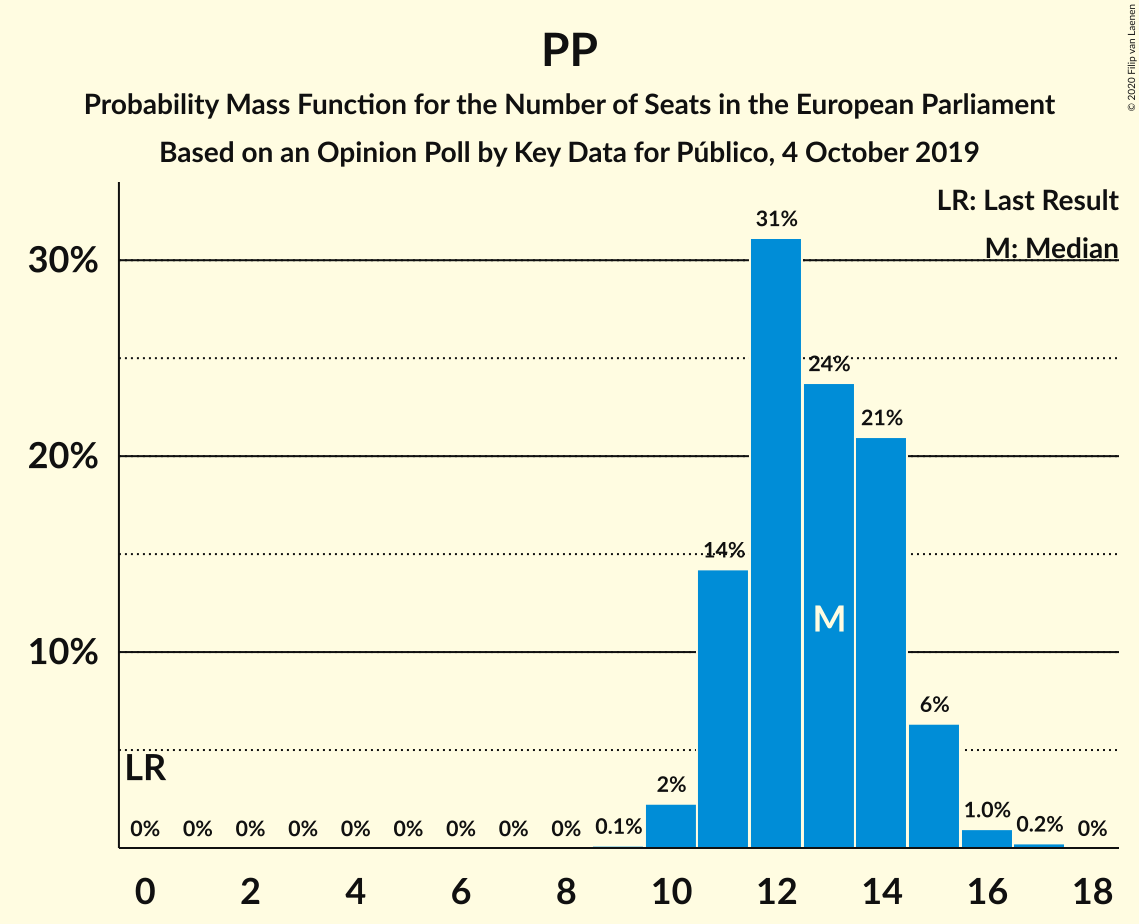 PP
Probability Mass Function for the Number of Seats in the European Parliament
Based on an Opinion Poll by Key Data for Público, 4 October 2019
© 2020 Filip van Laenen
LR: Last Result
M: Median
30%
20%
10%
31%
24%
21%
14%
M
6%
LR
2%
0% 0% 0% 0% 0% 0% 0% 0% 0% 0.1% 1.0% 0.2% 0%
0 2 4 6 8 10 12 14 16 18